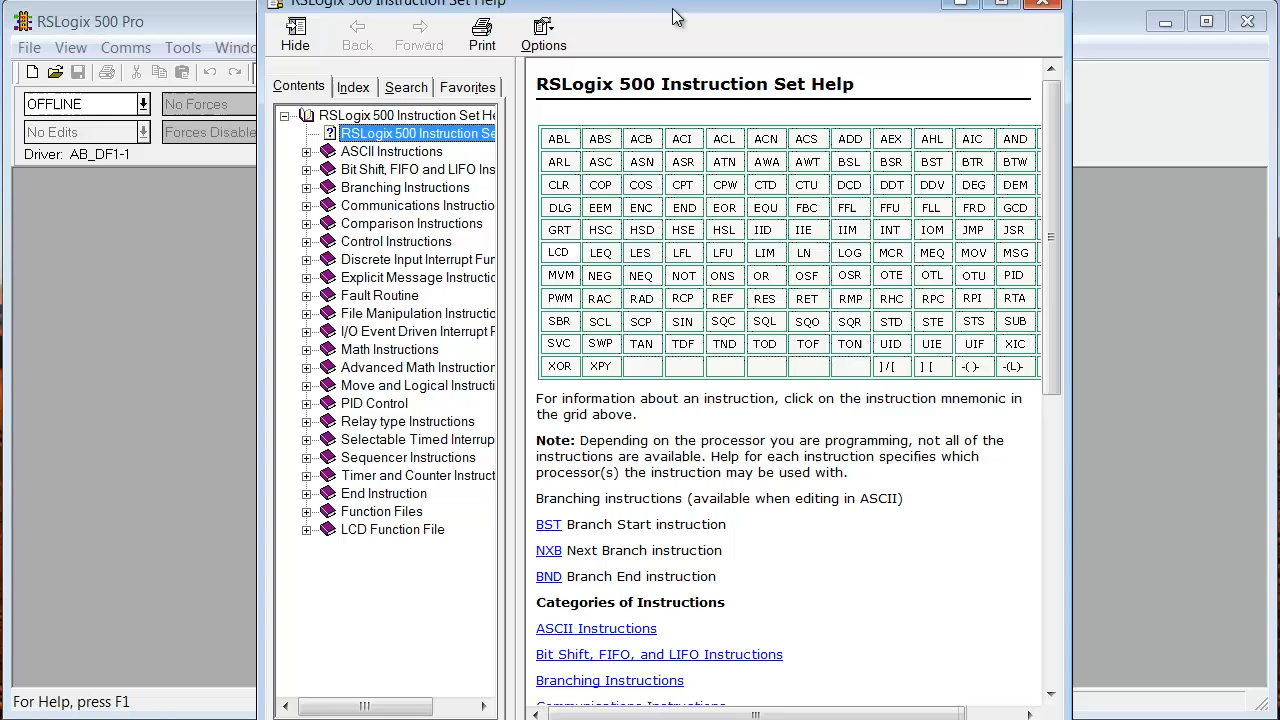 RSLogix 500 Instruction Set Help
RSLogix 500 Pro
File View Comms Tools Windo
Hide Back Forward Print Options
OFFLINE No Forces
No Edits Forces Disable
Driver: AB_DF1-1
Contents Index Search Favorites
RSLogix 500 Instruction Set He
RSLogix 500 Instruction Se
ASCII Instructions
Bit Shift, FIFO and LIFO Ins
Branching Instructions
Communications Instructio
Comparison Instructions
Control Instructions
Discrete Input Interrupt Fun
Explicit Message Instructio
Fault Routine
File Manipulation Instructio
I/O Event Driven Interrupt F
Math Instructions
Advanced Math Instruction
Move and Logical Instructi
PID Control
Relay type Instructions
Selectable Timed Interrup
Sequencer Instructions
Timer and Counter Instruct
End Instruction
Function Files
LCD Function File
RSLogix 500 Instruction Set Help
ABL ABS ACB ACI ACL ACN ACS ADD AEX AHL AIC AND
ARL ASC ASN ASR ATN AWA AWT BSL BSR BST BTR BTW
CLR COP COS CPT CPW CTD CTU DCD DDT DDV DEG DEM
DLG EEM ENC END EOR EQU FBC FFL FFU FLL FRD GCD
GRT HSC HSD HSE HSL IID IIE IIM INT IOM JMP JSR
LCD LEQ LES LFL LFU LIM LN LOG MCR MEQ MOV MSG
MVM NEG NEQ NOT ONS OR OSF OSR OTE OTL OTU PID
PWM RAC RAD RCP REF RES RET RMP RHC RPC RPI RTA
SBR SCL SCP SIN SQC SQL SQO SQR STD STE STS SUB
SVC SWP TAN TDF TND TOD TOF TON UID UIE UIF XIC
XOR XPY ]/[ ] [ -( )- -(L)-
For information about an instruction, click on the instruction mnemonic in
the grid above.
Note: Depending on the processor you are programming, not all of the
instructions are available. Help for each instruction specifies which
processor(s) the instruction may be used with.
Branching instructions (available when editing in ASCII)
BST Branch Start instruction
NXB Next Branch instruction
BND Branch End instruction
Categories of Instructions
ASCII Instructions
Bit Shift, FIFO, and LIFO Instructions
Branching Instructions
Communications Instructions
For Help, press F1